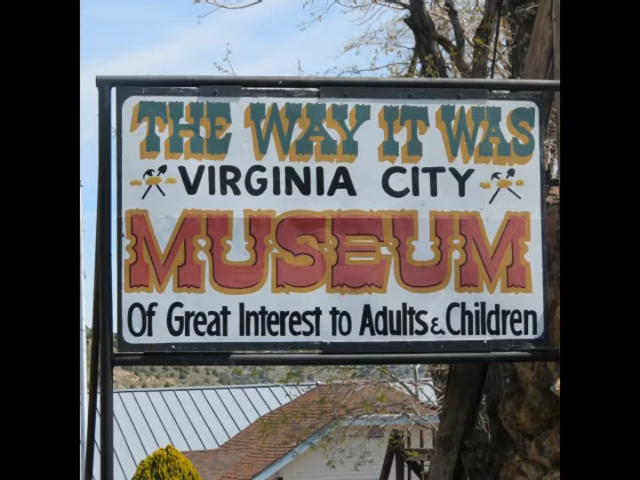 THE WAY IT WAS
VIRGINIA CITY
MUSEUM
Of Great Interest to Adults & Children